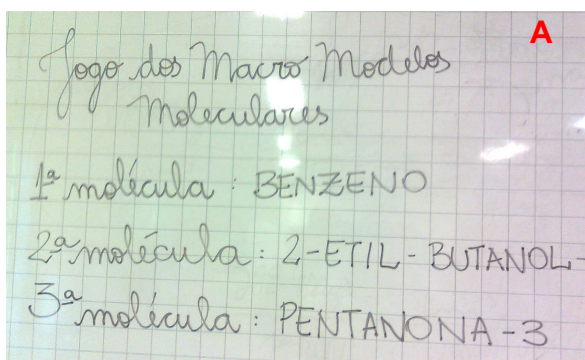 A
Jogo dos Macro Modelos
Moleculares
1ª molécula: BENZENO
2ª molécula: 2-ETIL-BUTANOL-
3ª molécula: PENTANONA-3